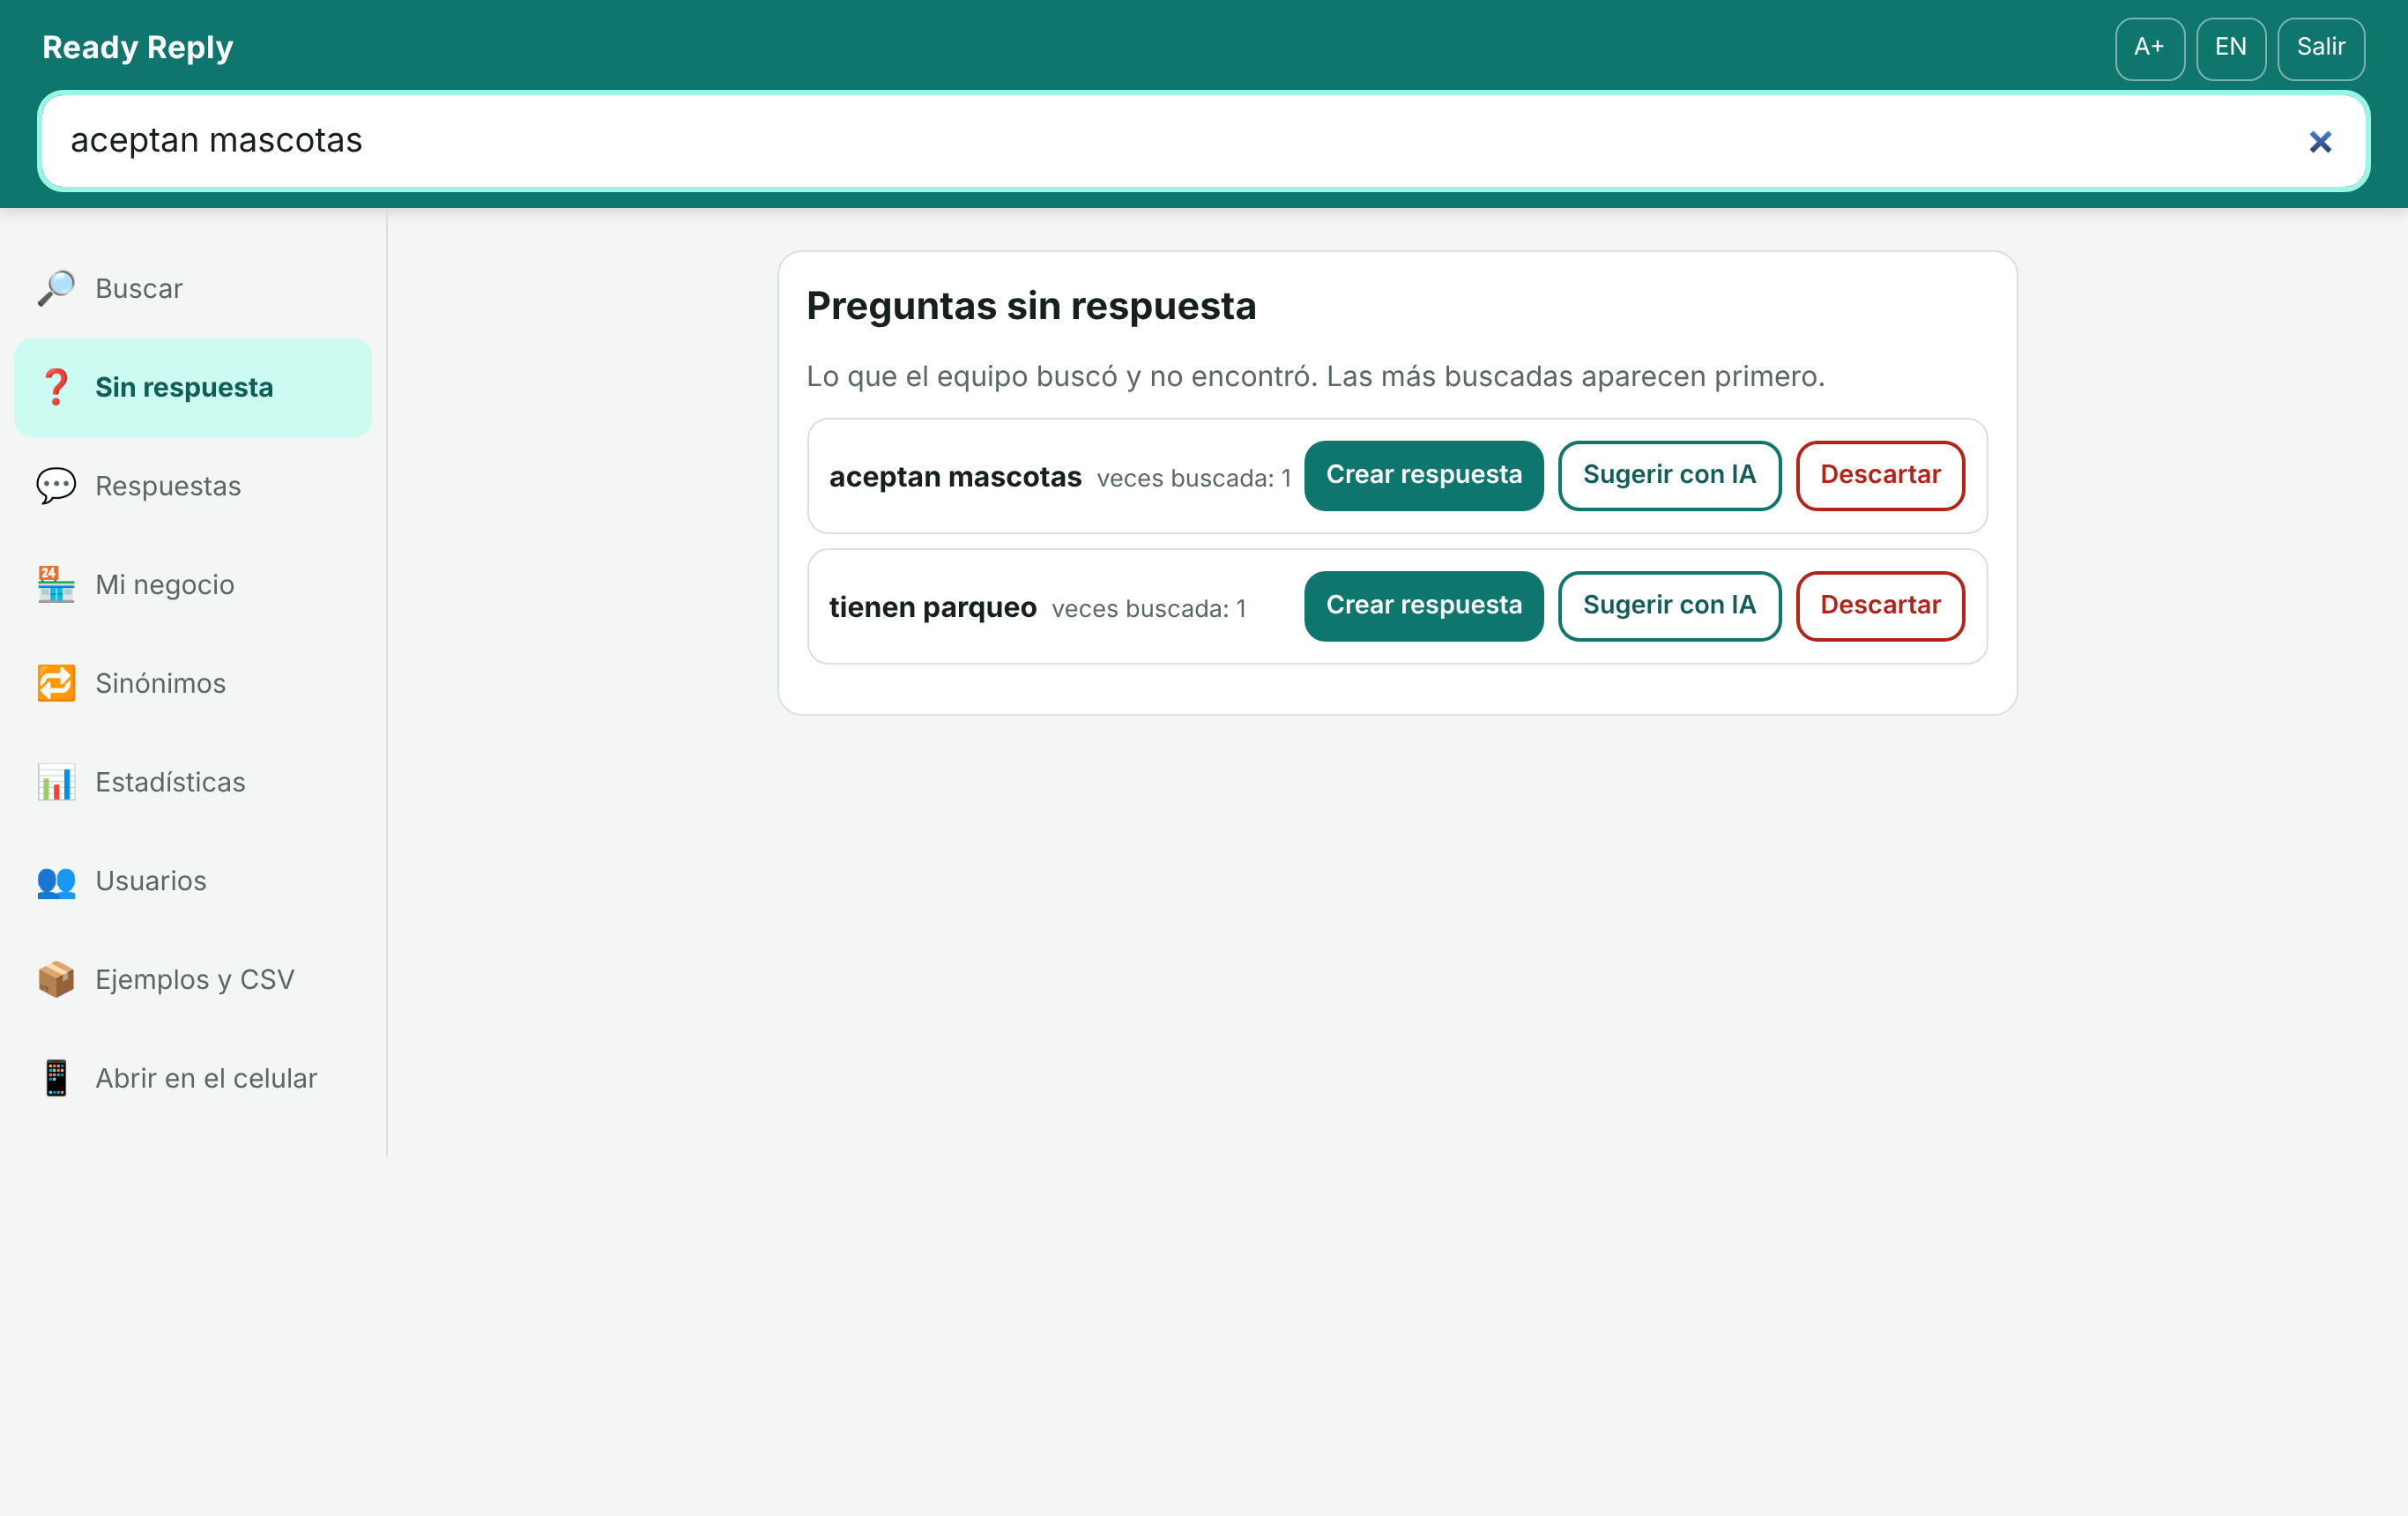 Ready Reply
A+ EN Salir
aceptan mascotas
Buscar
Sin respuesta
Respuestas
Mi negocio
Sinónimos
Estadísticas
Usuarios
Ejemplos y CSV
Abrir en el celular
Preguntas sin respuesta
Lo que el equipo buscó y no encontró. Las más buscadas aparecen primero.
aceptan mascotas veces buscada: 1 Crear respuesta Sugerir con IA Descartar
tienen parqueo veces buscada: 1 Crear respuesta Sugerir con IA Descartar